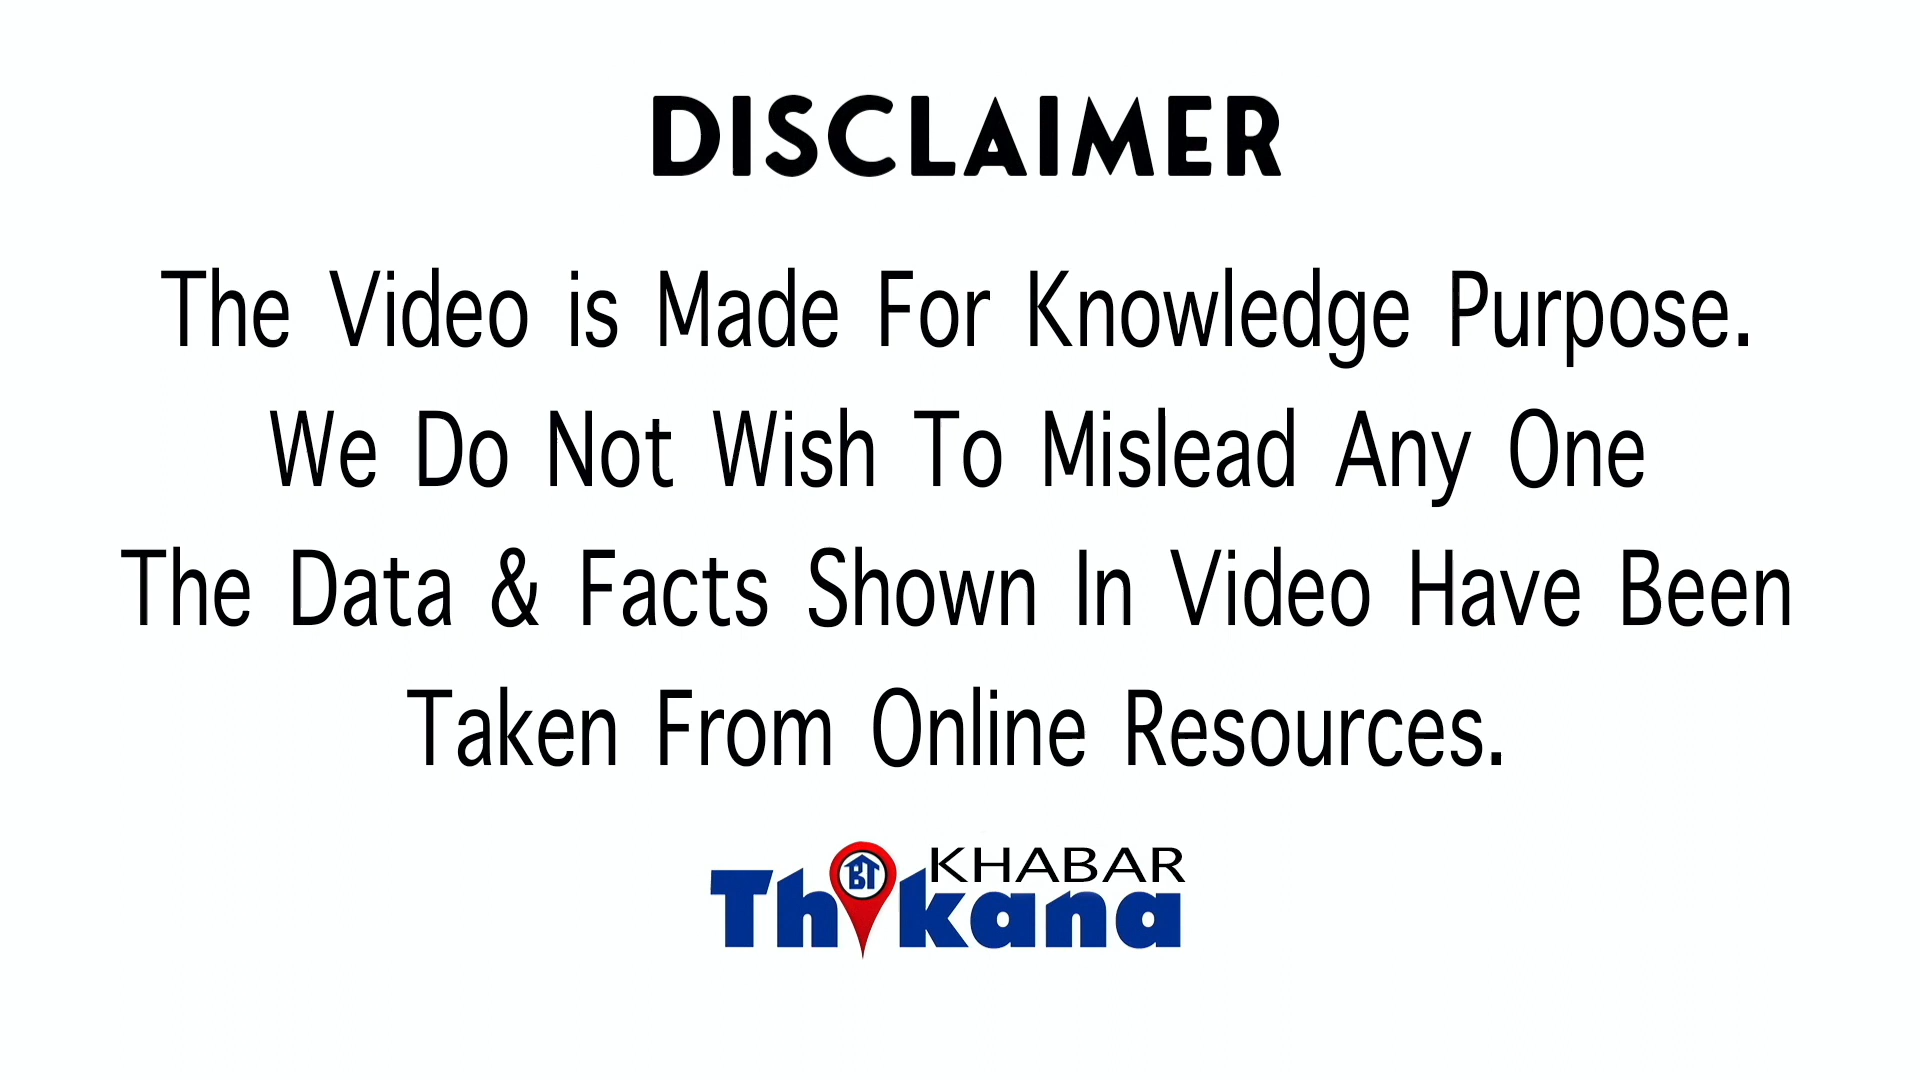 DISCLAIMER
The Video is Made For Knowledge Purpose.
We Do Not Wish To Mislead Any One
The Data & Facts Shown In Video Have Been
Taken From Online Resources.
KHABAR
BT
Thikana